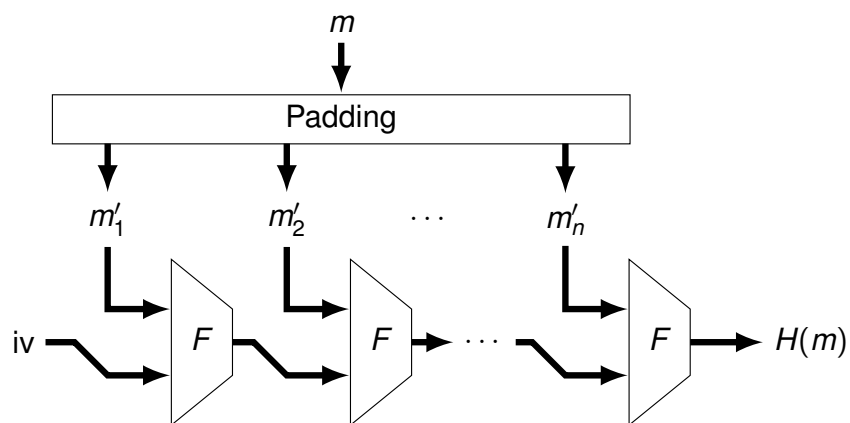 m
Padding
m′₁ m′₂ ··· m′ₙ
iv F F ··· F H(m)